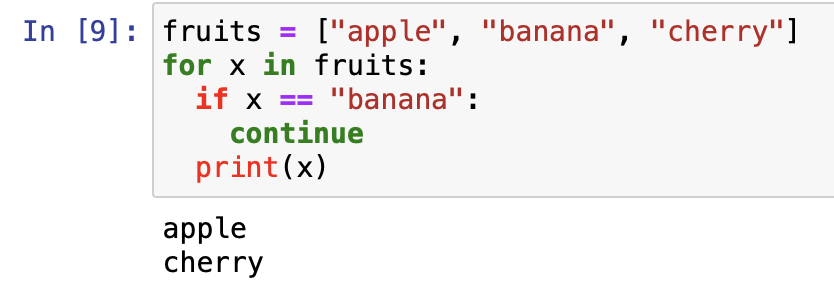 In [9]: fruits = ["apple", "banana", "cherry"]
for x in fruits:
  if x == "banana":
    continue
  print(x)
apple
cherry